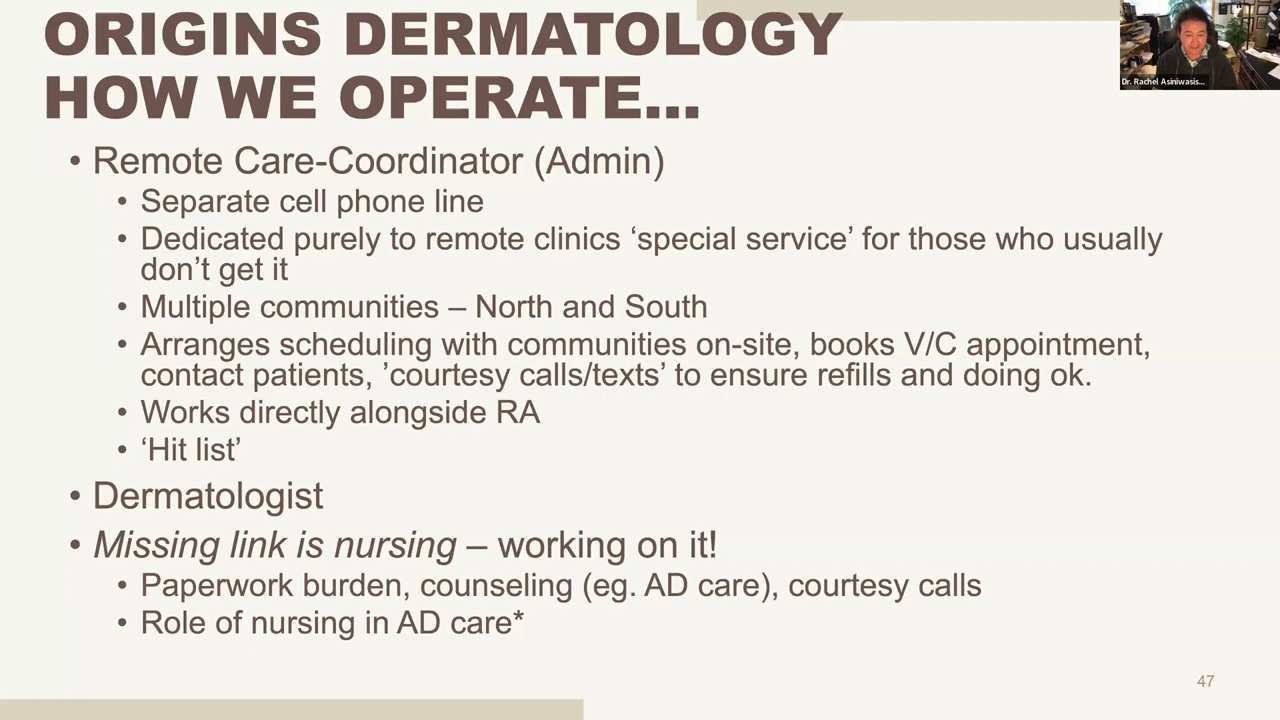 ORIGINS DERMATOLOGY
HOW WE OPERATE...
Dr. Rachel Asiniwasis...
• Remote Care-Coordinator (Admin)
• Separate cell phone line
• Dedicated purely to remote clinics ‘special service’ for those who usually
don’t get it
• Multiple communities – North and South
• Arranges scheduling with communities on-site, books V/C appointment,
contact patients, ’courtesy calls/texts’ to ensure refills and doing ok.
• Works directly alongside RA
• ‘Hit list’
• Dermatologist
• Missing link is nursing – working on it!
• Paperwork burden, counseling (eg. AD care), courtesy calls
• Role of nursing in AD care*
47